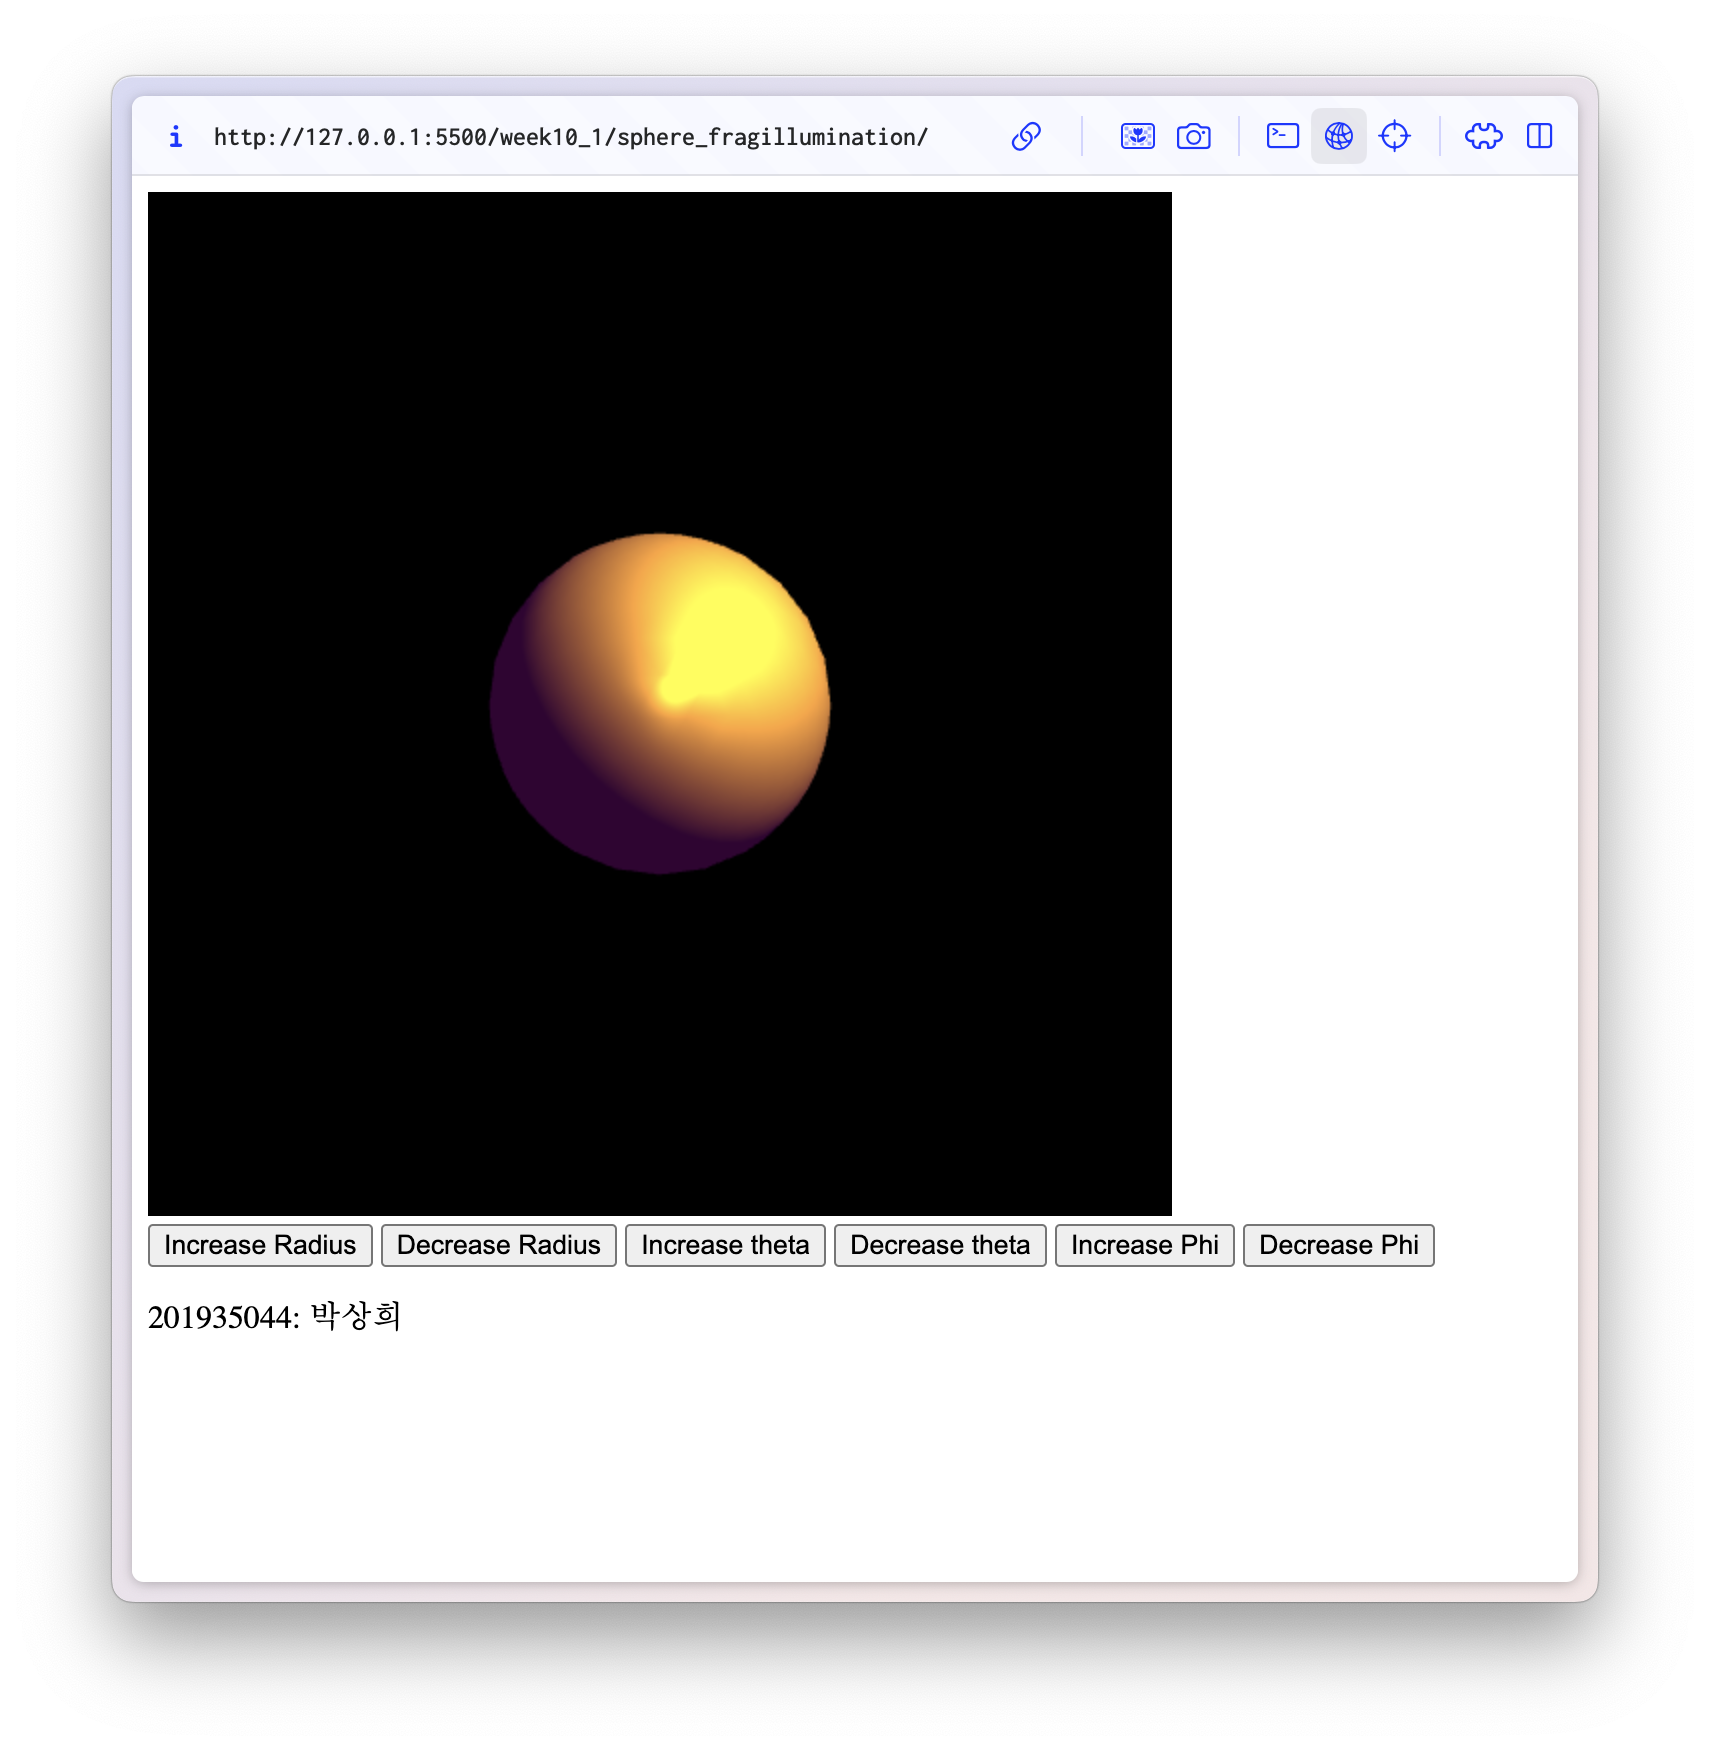 http://127.0.0.1:5500/week10_1/sphere_fragillumination/
Increase Radius Decrease Radius Increase theta Decrease theta Increase Phi Decrease Phi
201935044: 박상희